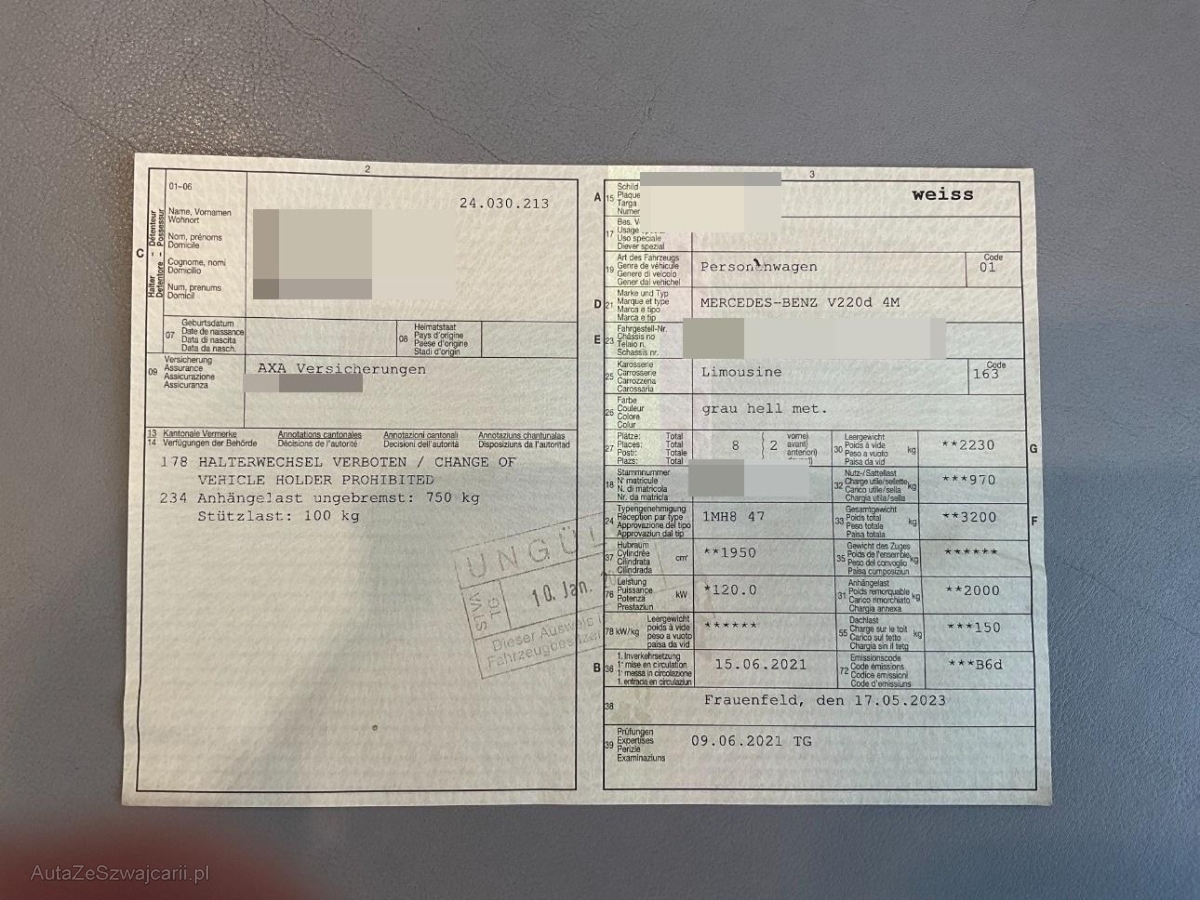 2
01-06
24.030.213
C
Halter – Détenteur
Detentore – Possessur
Name, Vornamen
Wohnort
Nom, prénoms
Domicile
Cognome, nomi
Domicilio
Num, prenums
Domicil
07
Geburtsdatum
Date de naissance
Data di nascita
Data da nasch.
08
Heimatstaat
Pays d'origine
Paese d'origine
Stadi d'origin
09
Versicherung
Assurance
Assicurazione
Assicuranza
AXA Versicherungen
13 Kantonale Vermerke Annotations cantonales Annotazioni cantonali Annotaziuns chantunalas
14 Verfügungen der Behörde Décisions de l'autorité Decisioni dell'autorità Disposiziuns da l'autoritad
178 HALTERWECHSEL VERBOTEN / CHANGE OF
VEHICLE HOLDER PROHIBITED
234 Anhängelast ungebremst: 750 kg
Stützlast: 100 kg
UNGÜ
STVA
TG
10. Jan.
Dieser Ausweis
3
A
15
Schild
Plaque
Targa
Numer
weiss
17
Bes. V
Usage
Uso speciale
Diever spezial
19
Art des Fahrzeugs
Genre de véhicule
Genere di veicolo
Gener dal vehichel
Personenwagen
Code
01
D
21
Marke und Typ
Marque et type
Marca e tipo
Marca e tip
MERCEDES-BENZ V220d 4M
E
23
Fahrgestell-Nr.
Châssis no
Telaio n.
Schassis nr.
25
Karosserie
Carrosserie
Carrozzeria
Carossaria
Limousine
Code
163
26
Farbe
Couleur
Colore
Colur
grau hell met.
27
Plätze: Total
Places: Total
Posti: Totale
Plazs: Total
8
2
vorne
avant
anteriori
30
Leergewicht
Poids à vide
Peso a vuoto
Paisa da vid
kg
**2230
G
18
Stammnummer
N° matricule
N. di matricola
Nr. da matricla
32
Nutz-/Sattellast
Charge utile/sellette
Carico utile/sella
Chargia utila/sella
kg
***970
24
Typengenehmigung
Réception par type
Approvazione del tipo
Approvaziun dal tip
1MH8 47
33
Gesamtgewicht
Poids total
Peso totale
Paisa totala
kg
**3200
F
37
Hubraum
Cylindrée
Cilindrata
Cilindrada
cm³
**1950
35
Gewicht des Zuges
Poids de l'ensemble
Peso del convoglio
Paisa cumposiziun
kg
******
76
Leistung
Puissance
Potenza
Prestaziun
kW
*120.0
31
Anhängelast
Poids remorquable
Carico rimorchiato
Chargia annexa
kg
**2000
78 kW/kg
Leergewicht
poids à vide
peso a vuoto
paisa da vid
******
55
Dachlast
Charge sur le toit
Carico sul tetto
Chargia sin il tetg
kg
***150
B
36
1. Inverkehrsetzung
1re mise en circulation
1a messa in circolazione
1. entrada en circulaziun
15.06.2021
72
Emissionscode
Code émissions
Codice emissioni
Code d'emissiuns
***B6d
38
Frauenfeld, den 17.05.2023
39
Prüfungen
Expertises
Perizie
Examinaziuns
09.06.2021 TG
AutaZeSzwajcarii.pl